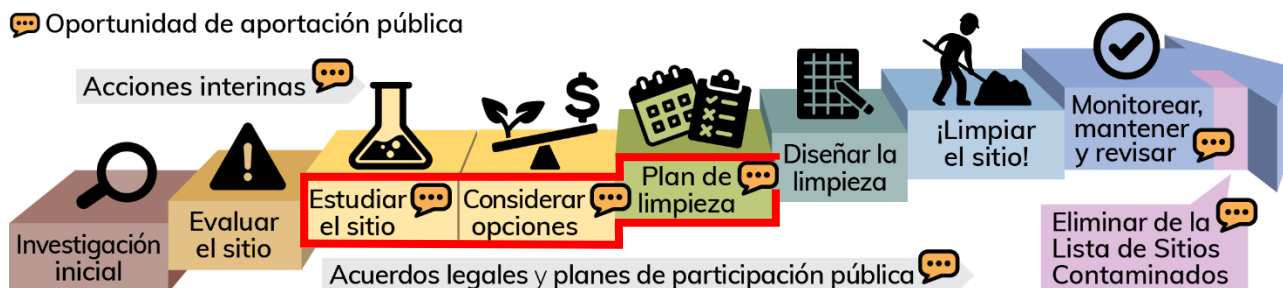 Oportunidad de aportación pública
Acciones interinas
Investigación
inicial
Evaluar
el sitio
Estudiar
el sitio
Considerar
opciones
Plan de
limpieza
Diseñar la
limpieza
¡Limpiar
el sitio!
Monitorear,
mantener
y revisar
Eliminar de la
Lista de Sitios
Contaminados
Acuerdos legales y planes de participación pública